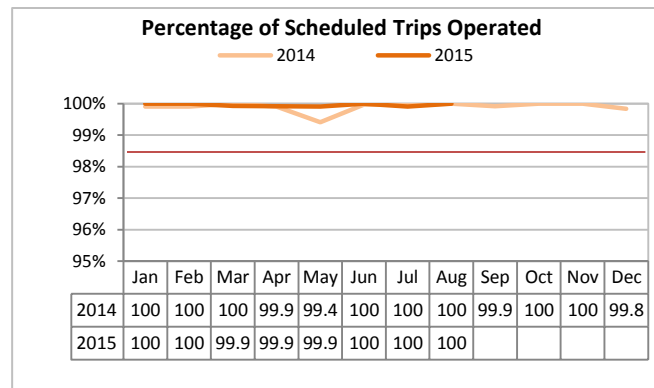 Percentage of Scheduled Trips Operated
2014 2015
100%
99%
98%
97%
96%
95%
Jan Feb Mar Apr May Jun Jul Aug Sep Oct Nov Dec
2014 100 100 100 99.9 99.4 100 100 100 99.9 100 100 99.8
2015 100 100 99.9 99.9 99.9 100 100 100